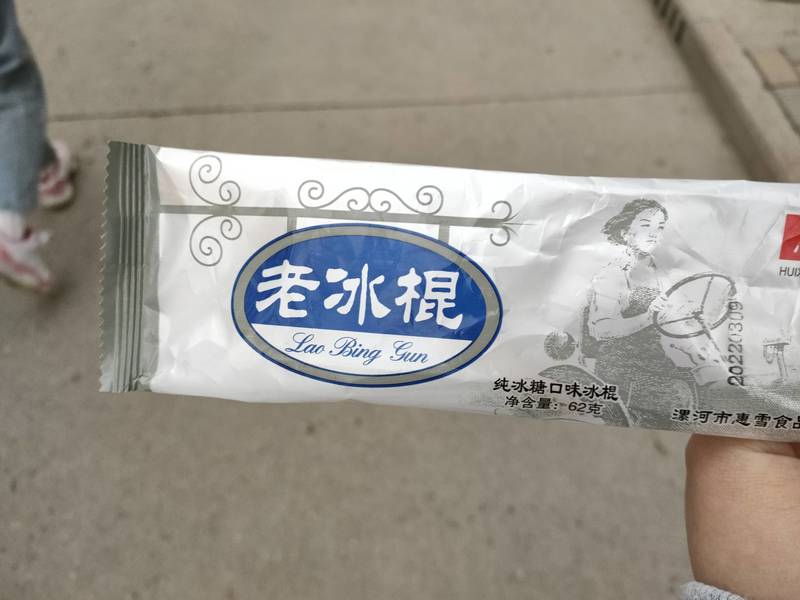 老冰棍
Lao Bing Gun
纯冰糖口味冰棍
净含量：62克
20220309
漯河市惠雪食品